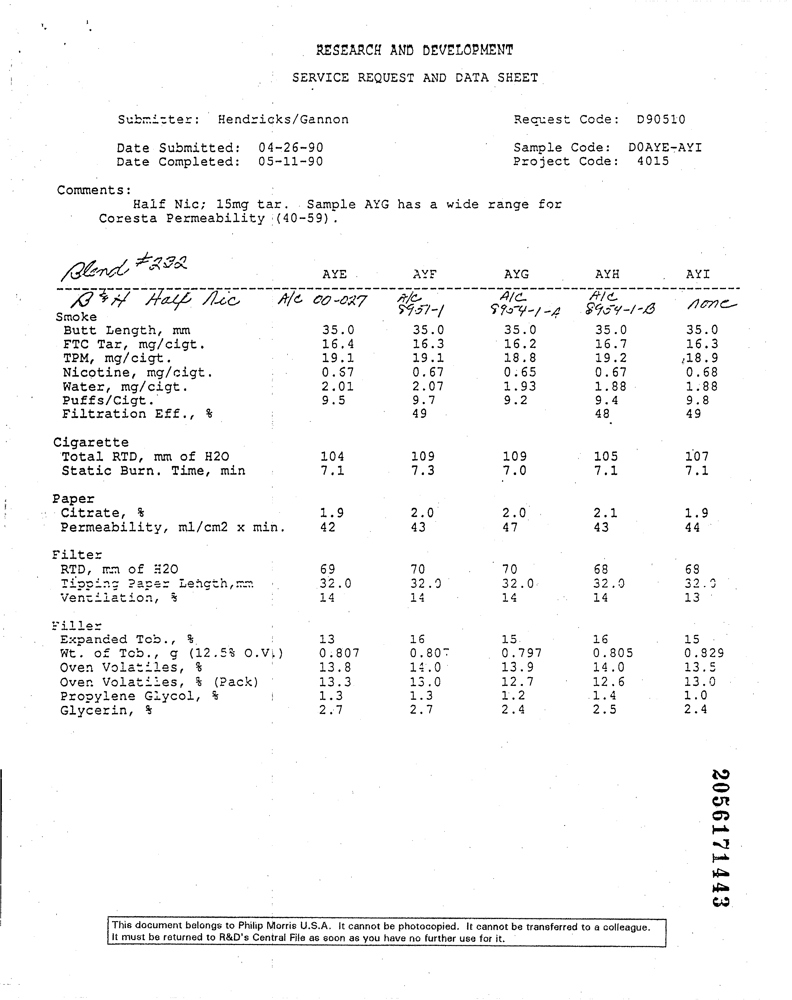 RESEARCH AND DEVELOPMENT
SERVICE REQUEST AND DATA SHEET
Submitter: Hendricks/Gannon Request Code: D90510
Date Submitted: 04-26-90 Sample Code: D0AYE-AYI
Date Completed: 05-11-90 Project Code: 4015
Comments:
Half Nic; 15mg tar. Sample AYG has a wide range for
Coresta Permeability (40-59).
Blend #232
AYE AYF AYG AYH AYI
B & H Half Nic A/C 00-027 A/C 8951-1 A/C 8954-1-A A/C 8954-1-B none
Smoke
Butt Length, mm 35.0 35.0 35.0 35.0 35.0
FTC Tar, mg/cigt. 16.4 16.3 16.2 16.7 16.3
TPM, mg/cigt. 19.1 19.1 18.8 19.2 18.9
Nicotine, mg/cigt. 0.67 0.67 0.65 0.67 0.68
Water, mg/cigt. 2.01 2.07 1.93 1.88 1.88
Puffs/Cigt. 9.5 9.7 9.2 9.4 9.8
Filtration Eff., % 49 48 49
Cigarette
Total RTD, mm of H2O 104 109 109 105 107
Static Burn. Time, min 7.1 7.3 7.0 7.1 7.1
Paper
Citrate, % 1.9 2.0 2.0 2.1 1.9
Permeability, ml/cm2 x min. 42 43 47 43 44
Filter
RTD, mm of H2O 69 70 70 68 68
Tipping Paper Length,mm 32.0 32.0 32.0 32.0 32.0
Ventilation, % 14 14 14 14 13
Filler
Expanded Tob., % 13 16 15 16 15
Wt. of Tob., g (12.5% O.V.) 0.807 0.807 0.797 0.805 0.829
Oven Volatiles, % 13.8 14.0 13.9 14.0 13.5
Oven Volatiles, % (Pack) 13.3 13.0 12.7 12.6 13.0
Propylene Glycol, % 1.3 1.3 1.2 1.4 1.0
Glycerin, % 2.7 2.7 2.4 2.5 2.4
2056171443
This document belongs to Philip Morris U.S.A. It cannot be photocopied. It cannot be transferred to a colleague.
It must be returned to R&D's Central File as soon as you have no further use for it.